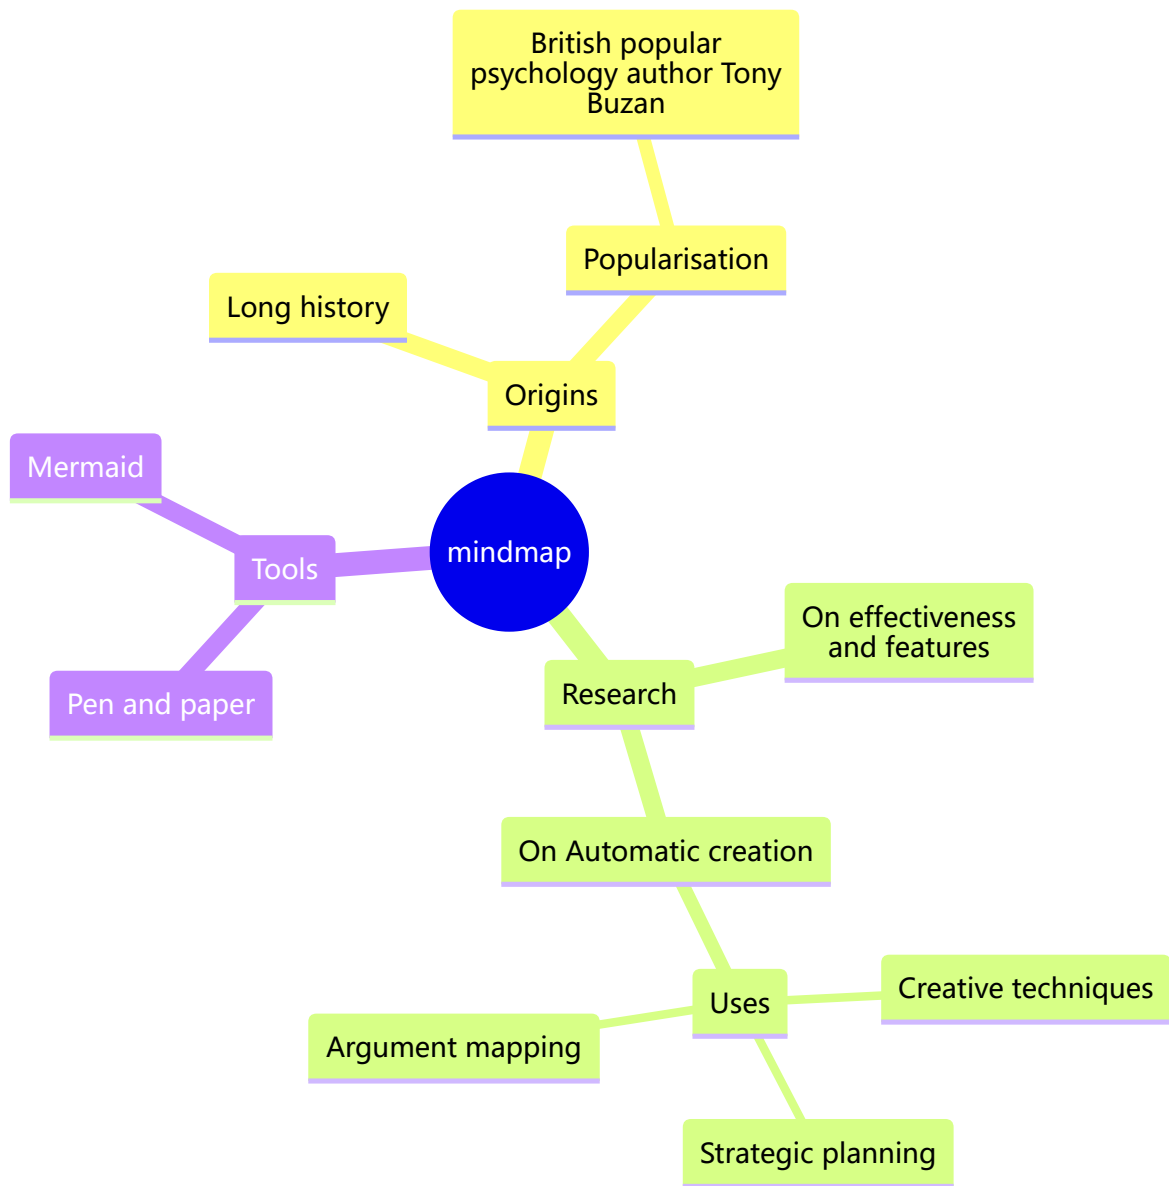 British popular
psychology author Tony
Buzan
Popularisation
Long history
Origins
Mermaid
mindmap
Tools
On effectiveness
and features
Research
Pen and paper
On Automatic creation
Creative techniques
Uses
Argument mapping
Strategic planning